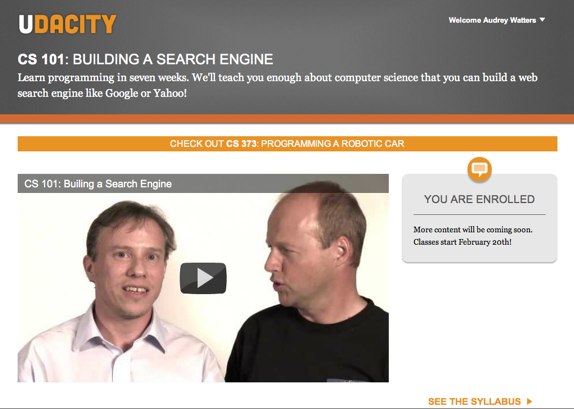 UDACITY
Welcome Audrey Watters
CS 101: BUILDING A SEARCH ENGINE
Learn programming in seven weeks. We'll teach you enough about computer science that you can build a web
search engine like Google or Yahoo!
CHECK OUT CS 373: PROGRAMMING A ROBOTIC CAR
CS 101: Builing a Search Engine
YOU ARE ENROLLED
More content will be coming soon.
Classes start February 20th!
SEE THE SYLLABUS